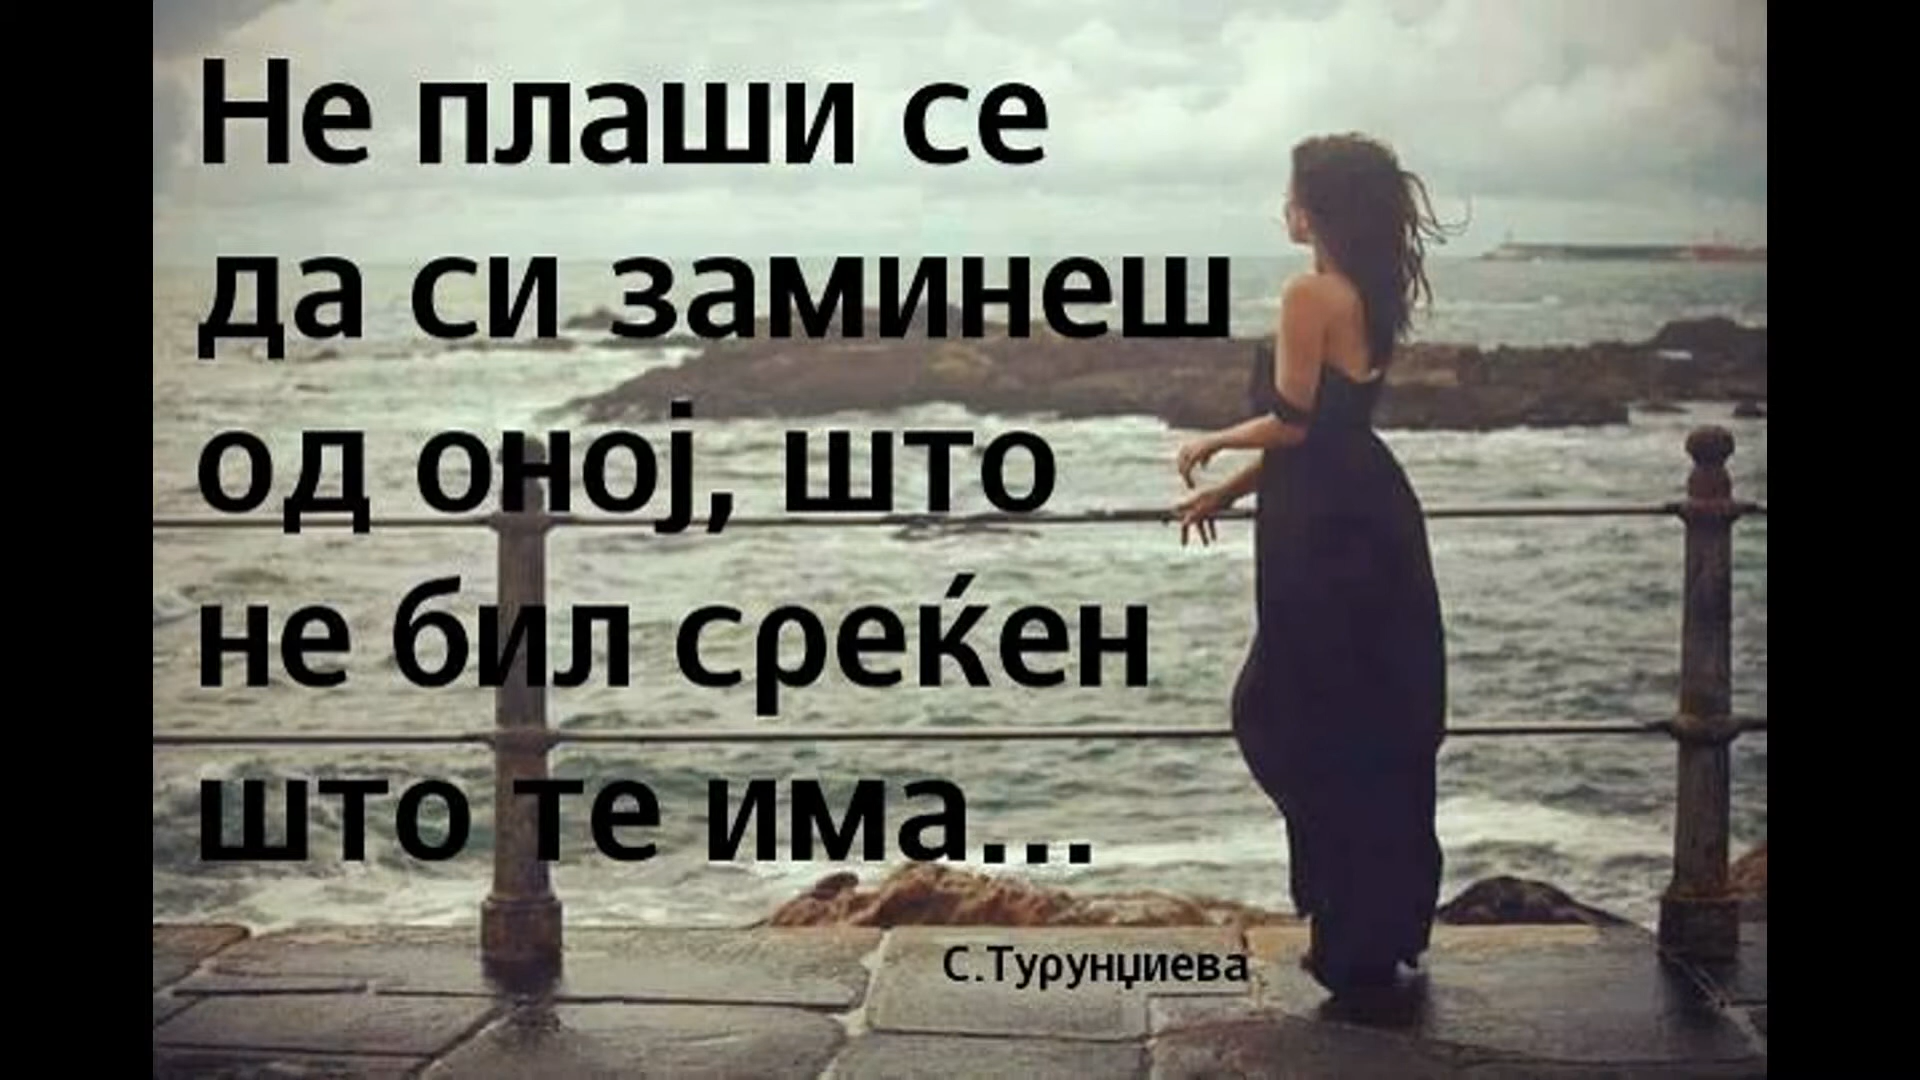 Не плаши се
да си заминеш
од оној, што
не бил среќен
што те има...
С.Турунџиева